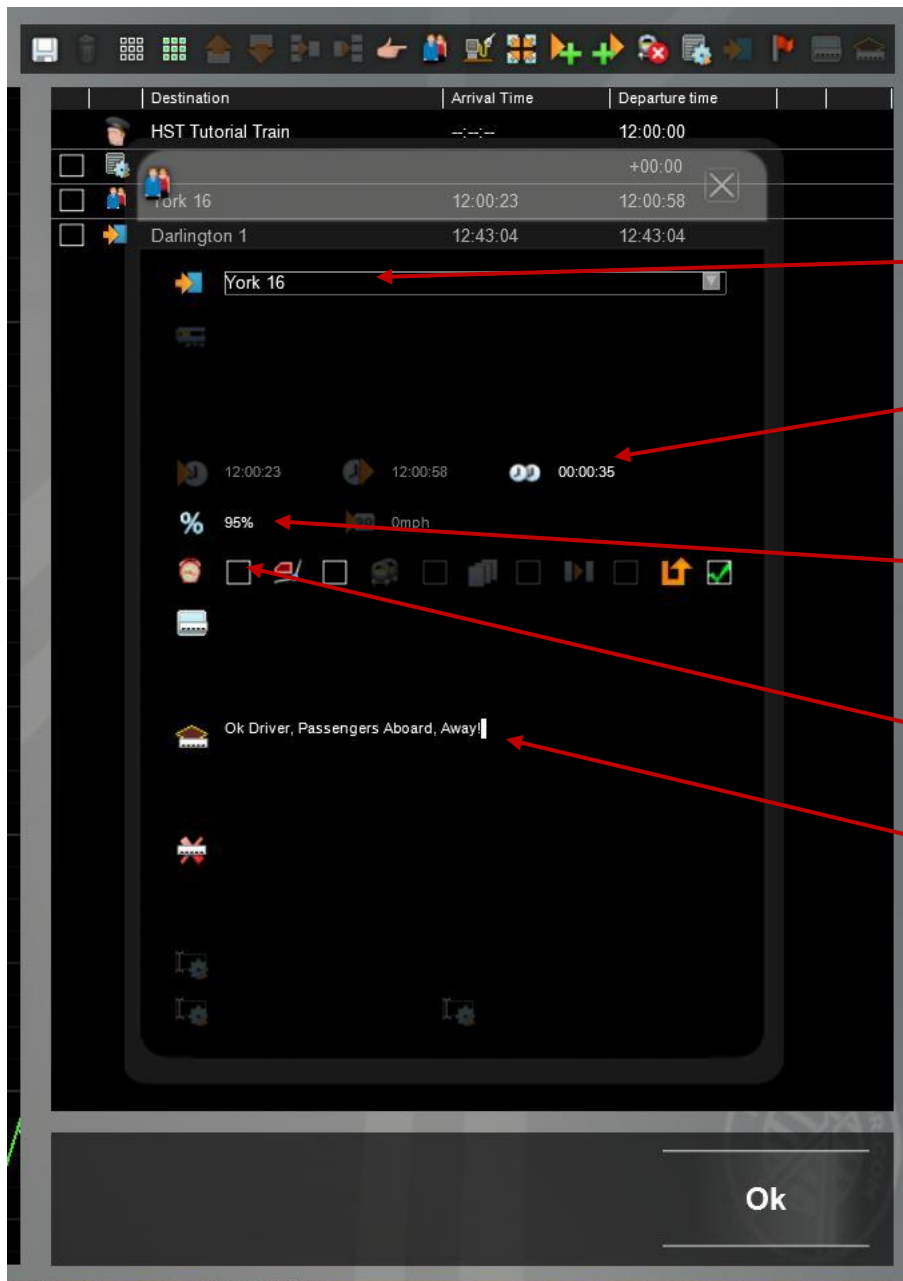 Destination Arrival Time Departure time
HST Tutorial Train --:--:-- 12:00:00
+00:00
York 16 12:00:23 12:00:58
Darlington 1 12:43:04 12:43:04
York 16
12:00:23 12:00:58 00:00:35
% 95% 0mph
Ok Driver, Passengers Aboard, Away!
Ok